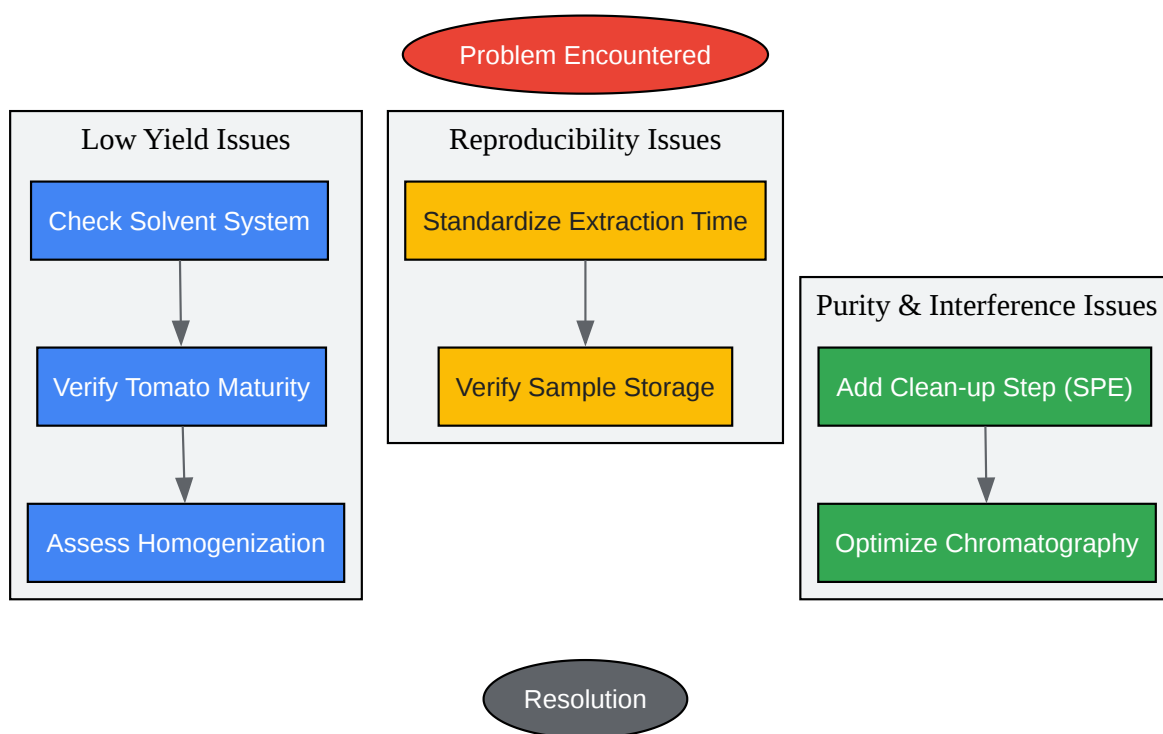 Problem Encountered
Low Yield Issues
Check Solvent System
Verify Tomato Maturity
Assess Homogenization
Reproducibility Issues
Standardize Extraction Time
Verify Sample Storage
Purity & Interference Issues
Add Clean-up Step (SPE)
Optimize Chromatography
Resolution